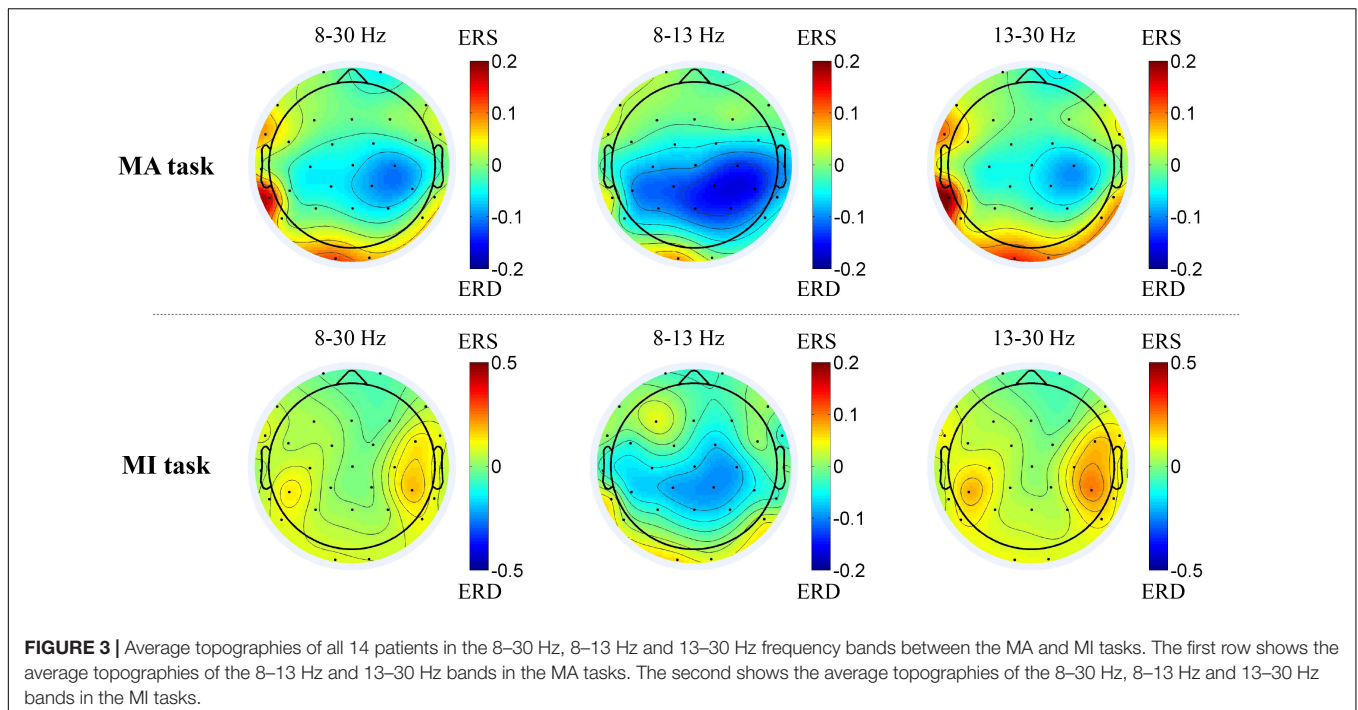 8-30 Hz
ERS
8-13 Hz
ERS
13-30 Hz
ERS
MA task
0.2
0.1
0
-0.1
-0.2
0.2
0.1
0
-0.1
-0.2
0.2
0.1
0
-0.1
-0.2
ERD
ERD
ERD
8-30 Hz
ERS
8-13 Hz
ERS
13-30 Hz
ERS
MI task
0.5
0
-0.5
0.2
0.1
0
-0.1
-0.2
0.5
0
-0.5
ERD
ERD
ERD
FIGURE 3 | Average topographies of all 14 patients in the 8–30 Hz, 8–13 Hz and 13–30 Hz frequency bands between the MA and MI tasks. The first row shows the
average topographies of the 8–13 Hz and 13–30 Hz bands in the MA tasks. The second shows the average topographies of the 8–30 Hz, 8–13 Hz and 13–30 Hz
bands in the MI tasks.